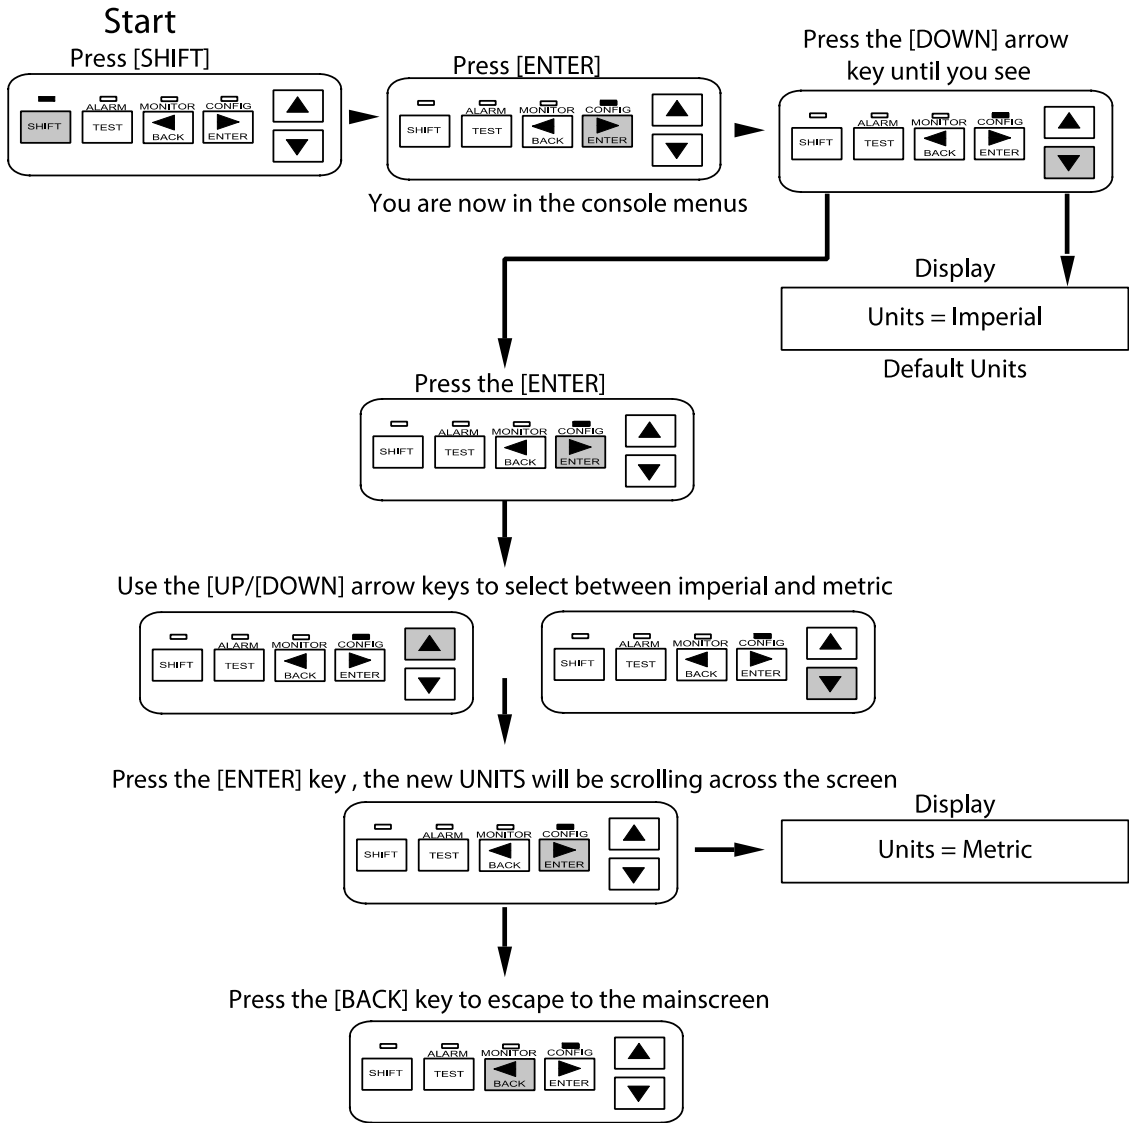 Start
Press [SHIFT]
ALARM MONITOR CONFIG
SHIFT TEST BACK ENTER
Press [ENTER]
ALARM MONITOR CONFIG
SHIFT TEST BACK ENTER
You are now in the console menus
Press the [DOWN] arrow
key until you see
ALARM MONITOR CONFIG
SHIFT TEST BACK ENTER
Display
Units = Imperial
Default Units
Press the [ENTER]
ALARM MONITOR CONFIG
SHIFT TEST BACK ENTER
Use the [UP/[DOWN] arrow keys to select between imperial and metric
ALARM MONITOR CONFIG
SHIFT TEST BACK ENTER
ALARM MONITOR CONFIG
SHIFT TEST BACK ENTER
Press the [ENTER] key , the new UNITS will be scrolling across the screen
ALARM MONITOR CONFIG
SHIFT TEST BACK ENTER
Display
Units = Metric
Press the [BACK] key to escape to the mainscreen
ALARM MONITOR CONFIG
SHIFT TEST BACK ENTER